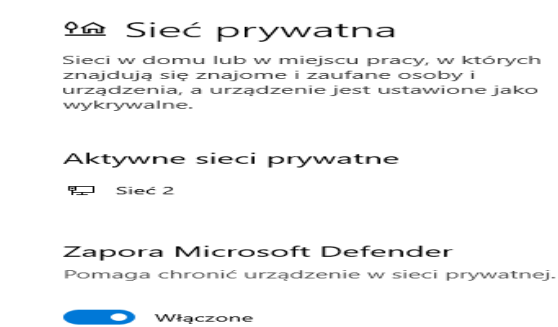 Sieć prywatna
Sieci w domu lub w miejscu pracy, w których
znajdują się znajome i zaufane osoby i
urządzenia, a urządzenie jest ustawione jako
wykrywalne.
Aktywne sieci prywatne
Sieć 2
Zapora Microsoft Defender
Pomaga chronić urządzenie w sieci prywatnej.
Włączone